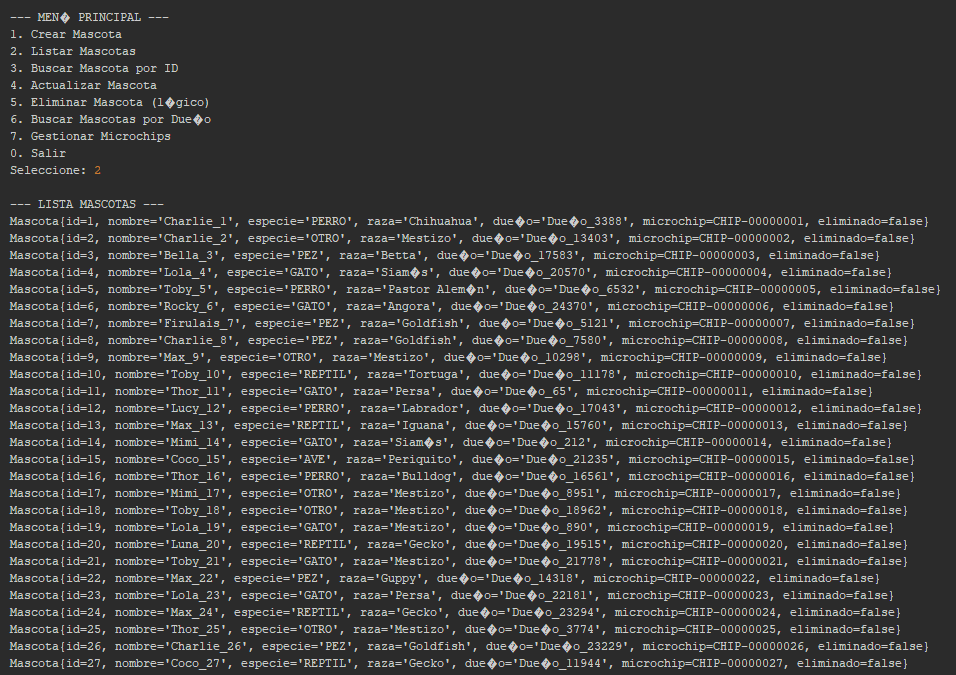 --- MEN� PRINCIPAL ---
1. Crear Mascota
2. Listar Mascotas
3. Buscar Mascota por ID
4. Actualizar Mascota
5. Eliminar Mascota (l�gico)
6. Buscar Mascotas por Due�o
7. Gestionar Microchips
0. Salir
Seleccione: 2
--- LISTA MASCOTAS ---
Mascota{id=1, nombre='Charlie_1', especie='PERRO', raza='Chihuahua', due�o='Due�o_3388', microchip=CHIP-00000001, eliminado=false}
Mascota{id=2, nombre='Charlie_2', especie='OTRO', raza='Mestizo', due�o='Due�o_13403', microchip=CHIP-00000002, eliminado=false}
Mascota{id=3, nombre='Bella_3', especie='PEZ', raza='Betta', due�o='Due�o_17583', microchip=CHIP-00000003, eliminado=false}
Mascota{id=4, nombre='Lola_4', especie='GATO', raza='Siam�s', due�o='Due�o_20570', microchip=CHIP-00000004, eliminado=false}
Mascota{id=5, nombre='Toby_5', especie='PERRO', raza='Pastor Alem�n', due�o='Due�o_6532', microchip=CHIP-00000005, eliminado=false}
Mascota{id=6, nombre='Rocky_6', especie='GATO', raza='Angora', due�o='Due�o_24370', microchip=CHIP-00000006, eliminado=false}
Mascota{id=7, nombre='Firulais_7', especie='PEZ', raza='Goldfish', due�o='Due�o_5121', microchip=CHIP-00000007, eliminado=false}
Mascota{id=8, nombre='Charlie_8', especie='PEZ', raza='Goldfish', due�o='Due�o_7580', microchip=CHIP-00000008, eliminado=false}
Mascota{id=9, nombre='Max_9', especie='OTRO', raza='Mestizo', due�o='Due�o_10298', microchip=CHIP-00000009, eliminado=false}
Mascota{id=10, nombre='Toby_10', especie='REPTIL', raza='Tortuga', due�o='Due�o_11178', microchip=CHIP-00000010, eliminado=false}
Mascota{id=11, nombre='Thor_11', especie='GATO', raza='Persa', due�o='Due�o_65', microchip=CHIP-00000011, eliminado=false}
Mascota{id=12, nombre='Lucy_12', especie='PERRO', raza='Labrador', due�o='Due�o_17043', microchip=CHIP-00000012, eliminado=false}
Mascota{id=13, nombre='Max_13', especie='REPTIL', raza='Iguana', due�o='Due�o_15760', microchip=CHIP-00000013, eliminado=false}
Mascota{id=14, nombre='Mimi_14', especie='GATO', raza='Siam�s', due�o='Due�o_212', microchip=CHIP-00000014, eliminado=false}
Mascota{id=15, nombre='Coco_15', especie='AVE', raza='Periquito', due�o='Due�o_21235', microchip=CHIP-00000015, eliminado=false}
Mascota{id=16, nombre='Thor_16', especie='PERRO', raza='Bulldog', due�o='Due�o_16561', microchip=CHIP-00000016, eliminado=false}
Mascota{id=17, nombre='Mimi_17', especie='OTRO', raza='Mestizo', due�o='Due�o_8951', microchip=CHIP-00000017, eliminado=false}
Mascota{id=18, nombre='Toby_18', especie='OTRO', raza='Mestizo', due�o='Due�o_18962', microchip=CHIP-00000018, eliminado=false}
Mascota{id=19, nombre='Lola_19', especie='GATO', raza='Mestizo', due�o='Due�o_890', microchip=CHIP-00000019, eliminado=false}
Mascota{id=20, nombre='Luna_20', especie='REPTIL', raza='Gecko', due�o='Due�o_19515', microchip=CHIP-00000020, eliminado=false}
Mascota{id=21, nombre='Toby_21', especie='GATO', raza='Mestizo', due�o='Due�o_21778', microchip=CHIP-00000021, eliminado=false}
Mascota{id=22, nombre='Max_22', especie='PEZ', raza='Guppy', due�o='Due�o_14318', microchip=CHIP-00000022, eliminado=false}
Mascota{id=23, nombre='Lola_23', especie='GATO', raza='Persa', due�o='Due�o_22181', microchip=CHIP-00000023, eliminado=false}
Mascota{id=24, nombre='Max_24', especie='REPTIL', raza='Gecko', due�o='Due�o_23294', microchip=CHIP-00000024, eliminado=false}
Mascota{id=25, nombre='Thor_25', especie='OTRO', raza='Mestizo', due�o='Due�o_3774', microchip=CHIP-00000025, eliminado=false}
Mascota{id=26, nombre='Charlie_26', especie='PEZ', raza='Goldfish', due�o='Due�o_23229', microchip=CHIP-00000026, eliminado=false}
Mascota{id=27, nombre='Coco_27', especie='REPTIL', raza='Gecko', due�o='Due�o_11944', microchip=CHIP-00000027, eliminado=false}